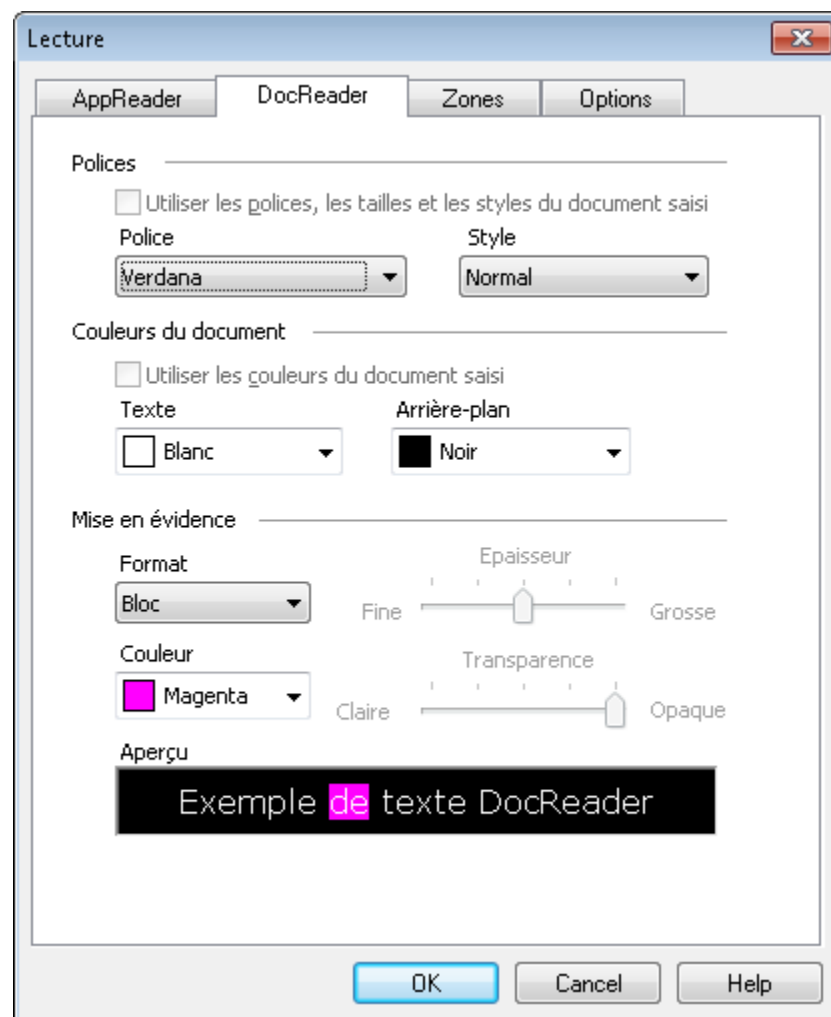 Lecture
AppReader DocReader Zones Options
Polices
Utiliser les polices, les tailles et les styles du document saisi
Police Style
Verdana Normal
Couleurs du document
Utiliser les couleurs du document saisi
Texte Arrière-plan
Blanc Noir
Mise en évidence
Format Epaisseur
Bloc Fine Grosse
Couleur Transparence
Magenta Claire Opaque
Aperçu
Exemple de texte DocReader
OK Cancel Help